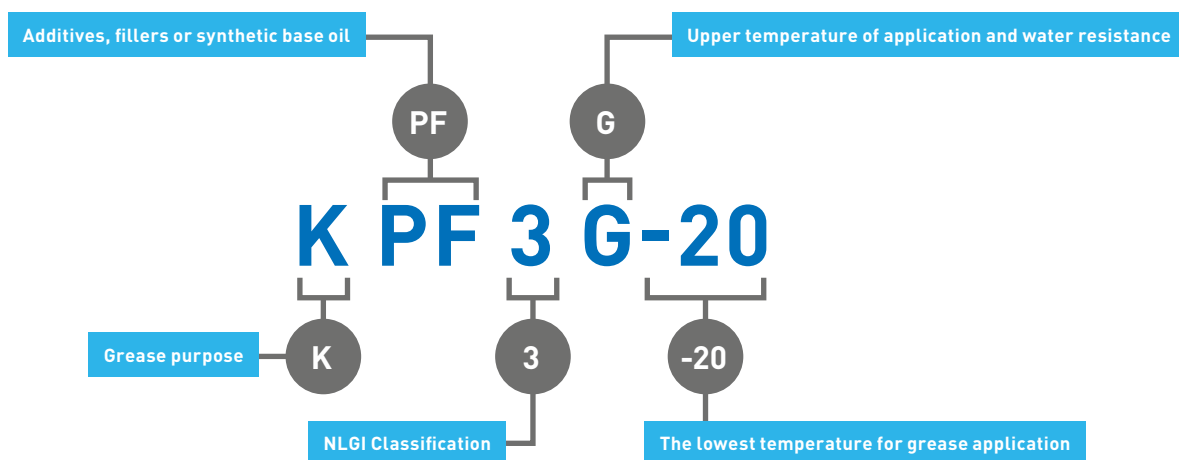 Additives, fillers or synthetic base oil
Upper temperature of application and water resistance
PF
G
K PF 3 G-20
K
3
-20
Grease purpose
NLGI Classification
The lowest temperature for grease application